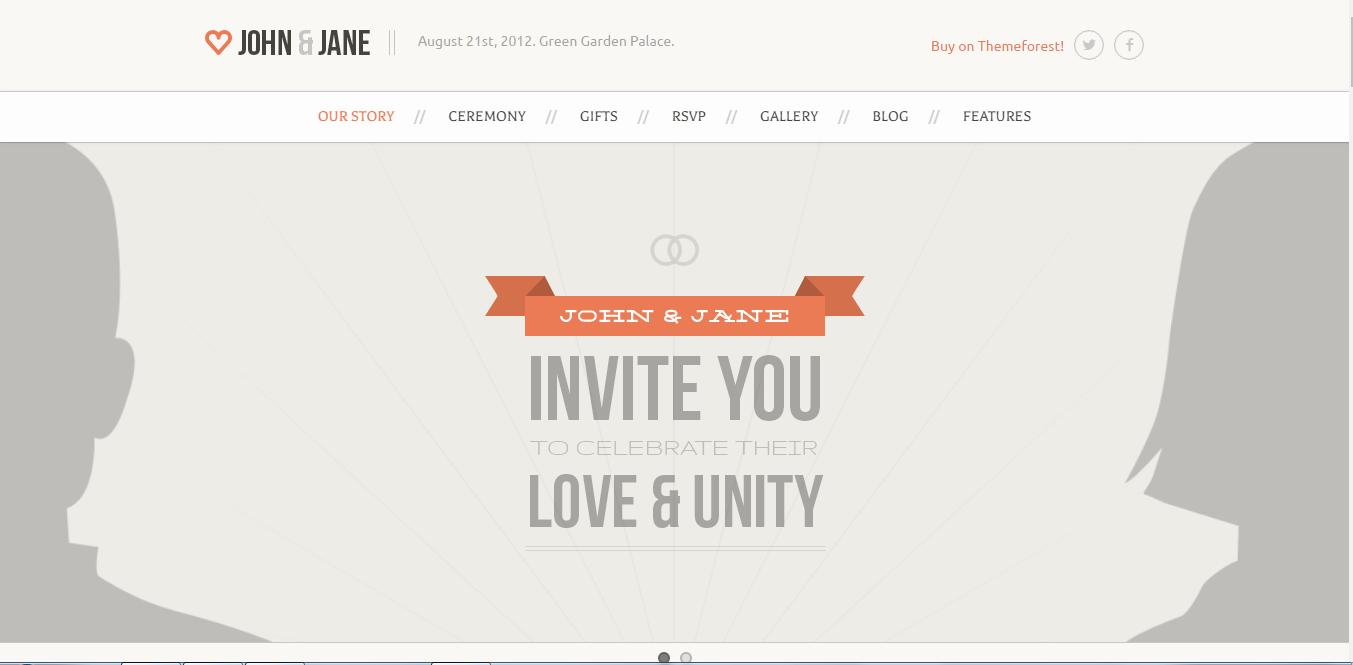 JOHN & JANE
August 21st, 2012. Green Garden Palace.
Buy on Themeforest!
OUR STORY // CEREMONY // GIFTS // RSVP // GALLERY // BLOG // FEATURES
JOHN & JANE
INVITE YOU
TO CELEBRATE THEIR
LOVE & UNITY